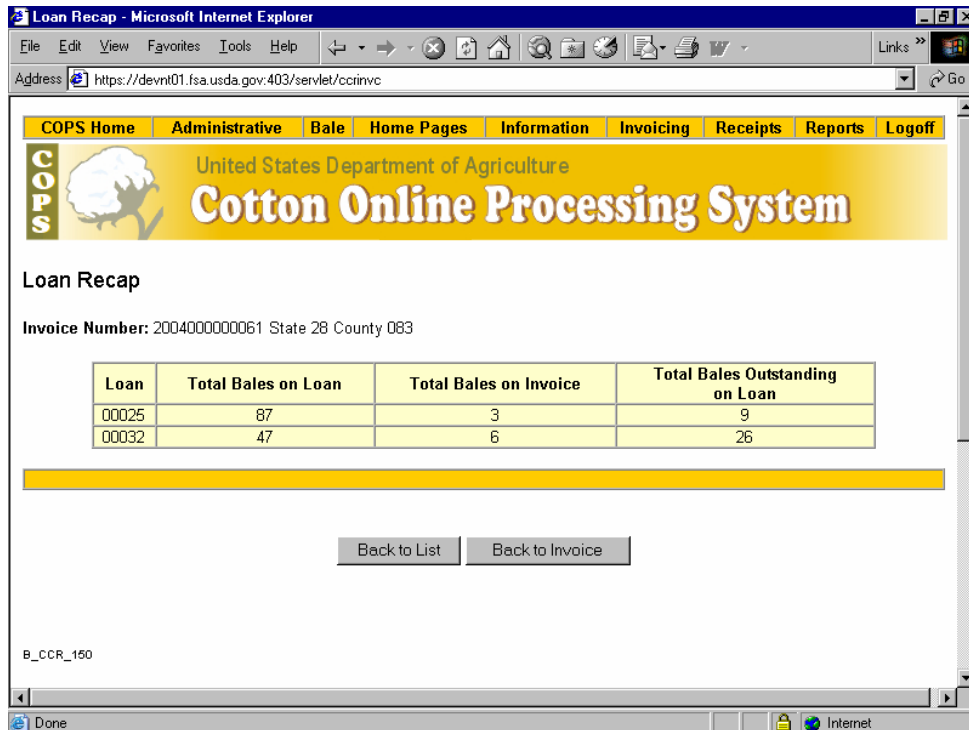 Loan Recap - Microsoft Internet Explorer
File Edit View Favorites Tools Help Links »
Address https://devnt01.fsa.usda.gov:403/servlet/ccrinvc Go
COPS Home Administrative Bale Home Pages Information Invoicing Receipts Reports Logoff
COPS
United States Department of Agriculture
Cotton Online Processing System
Loan Recap
Invoice Number: 2004000000061 State 28 County 083
Loan Total Bales on Loan Total Bales on Invoice Total Bales Outstanding
on Loan
00025 87 3 9
00032 47 6 26
Back to List Back to Invoice
B_CCR_150
Done Internet